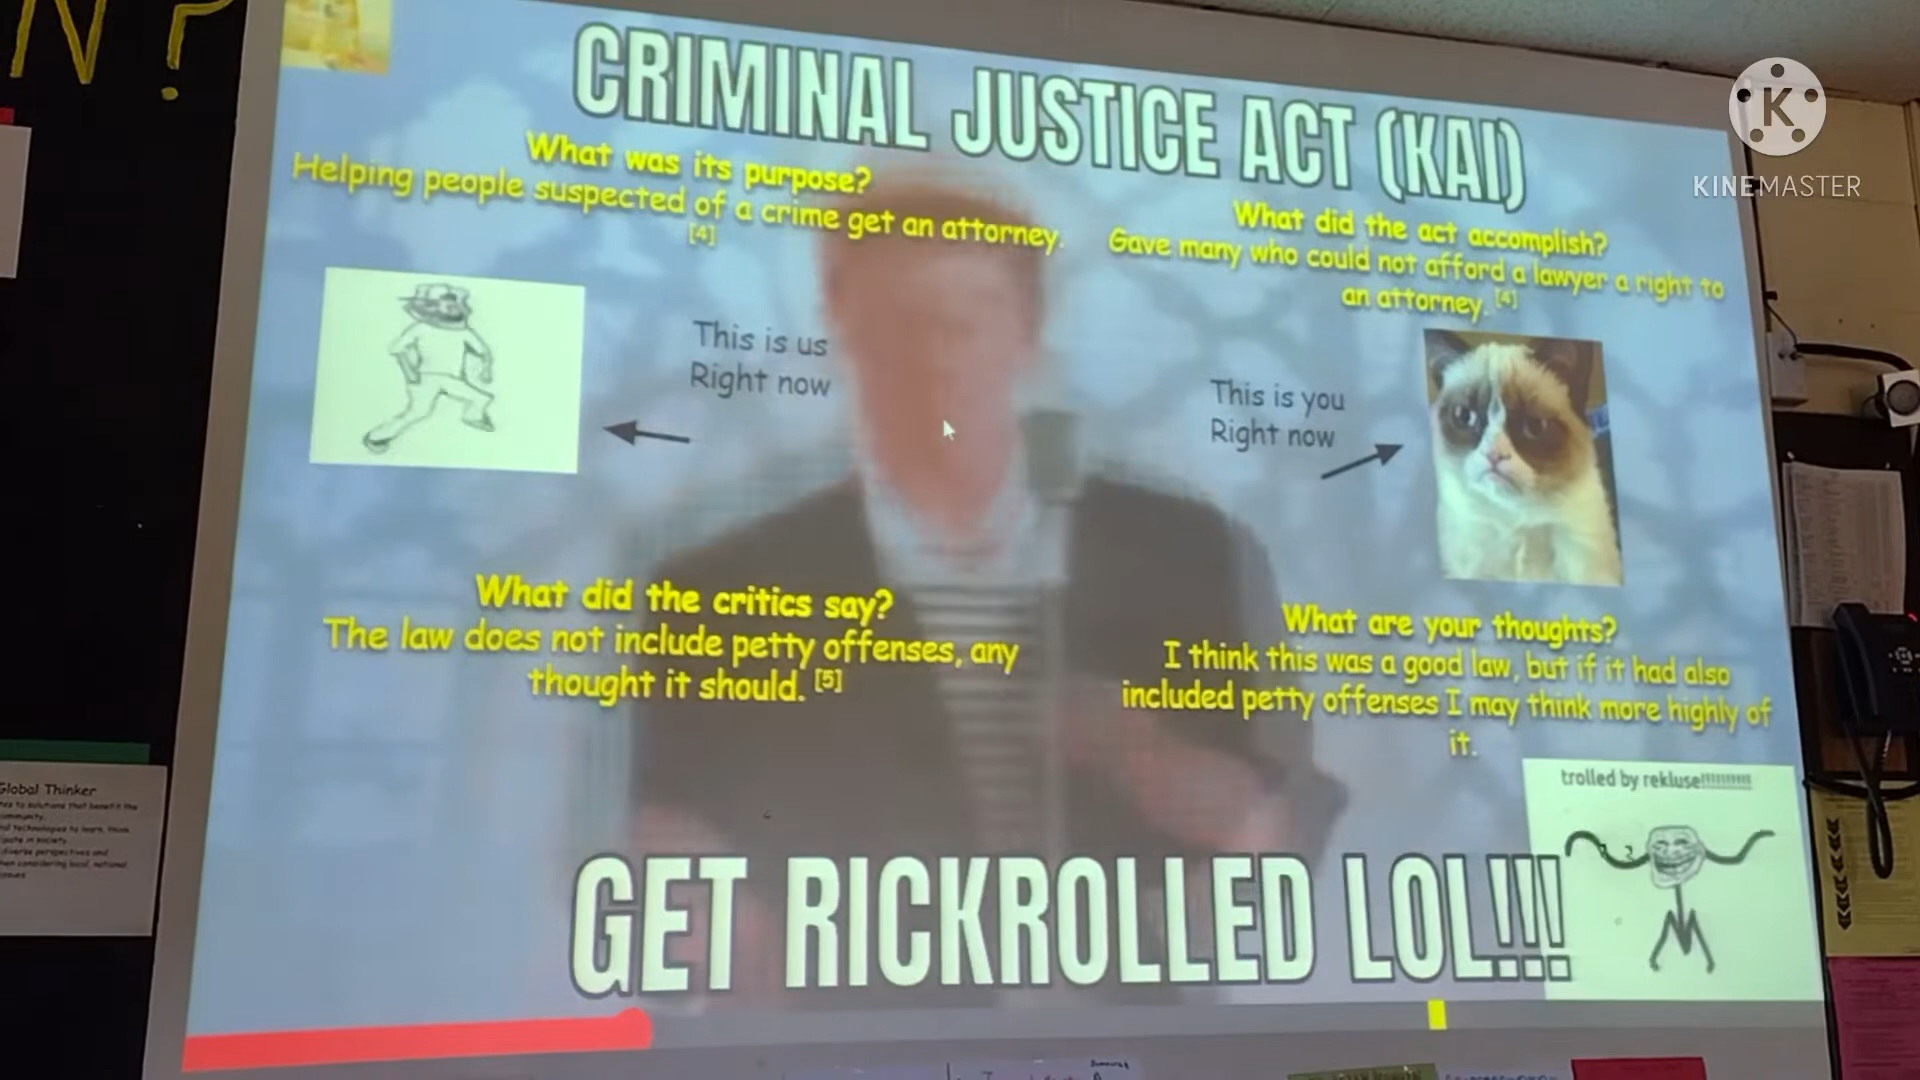 N?
CRIMINAL JUSTICE ACT (KAI)
KINEMASTER
What was its purpose?
Helping people suspected of a crime get an attorney.
[4]
What did the act accomplish?
Gave many who could not afford a lawyer a right to
an attorney. [4]
This is us
Right now
This is you
Right now
What did the critics say?
The law does not include petty offenses, any
thought it should. [5]
What are your thoughts?
I think this was a good law, but if it had also
included petty offenses I may think more highly of
it.
trolled by rekluse!!!!!!!!!!
GET RICKROLLED LOL!!!
Global Thinker